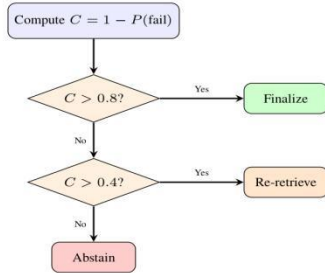 Compute C = 1 − P(fail)
C > 0.8?
Yes
Finalize
No
C > 0.4?
Yes
Re-retrieve
No
Abstain